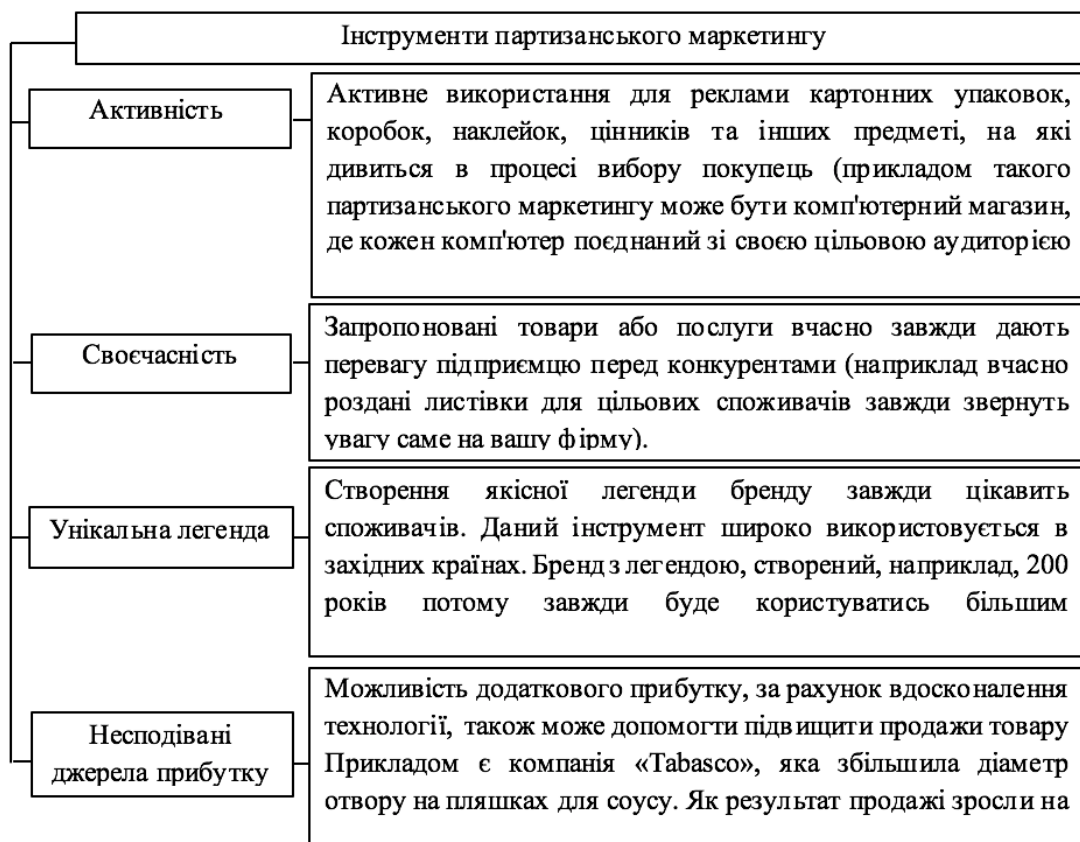 Інструменти партизанського маркетингу
Активність
Активне використання для реклами картонних упаковок,
коробок, наклейок, цінників та інших предметі, на які
дивиться в процесі вибору покупець (прикладом такого
партизанського маркетингу може бути комп'ютерний магазин,
де кожен комп'ютер поєднаний зі своєю цільовою аудиторією
Своєчасність
Запропоновані товари або послуги вчасно завжди дають
перевагу підприємцю перед конкурентами (наприклад вчасно
роздані листівки для цільових споживачів завжди звернуть
увагу саме на вашу фірму).
Унікальна легенда
Створення якісної легенди бренду завжди цікавить
споживачів. Даний інструмент широко використовується в
західних країнах. Бренд з легендою, створений, наприклад, 200
років потому завжди буде користуватись більшим
Несподівані
джерела прибутку
Можливість додаткового прибутку, за рахунок вдосконалення
технології, також може допомогти підвищити продажи товару
Прикладом є компанія «Tabasco», яка збільшила діаметр
отвору на пляшках для соусу. Як результат продажі зросли на